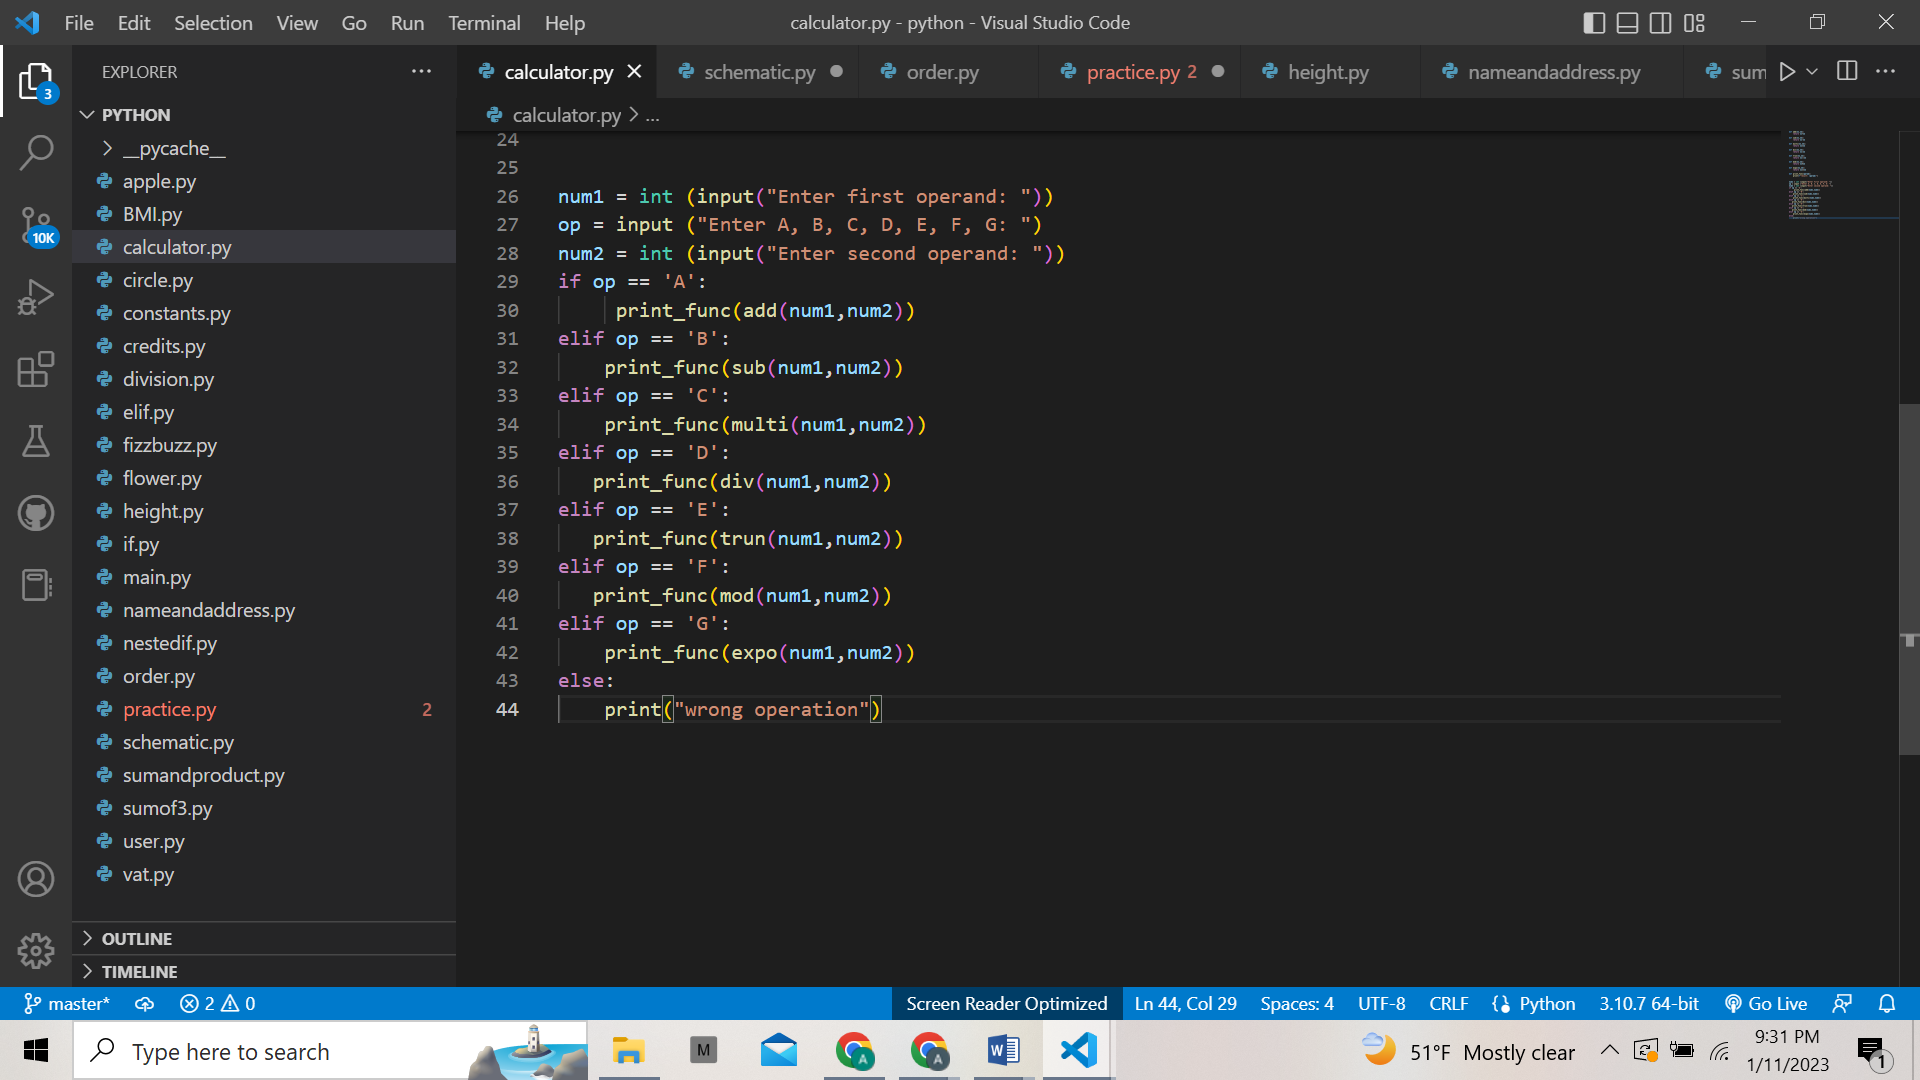 File Edit Selection View Go Run Terminal Help
calculator.py - python - Visual Studio Code
EXPLORER
calculator.py
schematic.py
order.py
practice.py 2
height.py
nameandaddress.py
sum
3
PYTHON
calculator.py > ...
__pycache__
apple.py
BMI.py
10K
calculator.py
circle.py
constants.py
credits.py
division.py
elif.py
fizzbuzz.py
flower.py
height.py
if.py
main.py
nameandaddress.py
nestedif.py
order.py
practice.py 2
schematic.py
sumandproduct.py
sumof3.py
user.py
vat.py
OUTLINE
TIMELINE
24
25
26 num1 = int (input("Enter first operand: "))
27 op = input ("Enter A, B, C, D, E, F, G: ")
28 num2 = int (input("Enter second operand: "))
29 if op == 'A':
30 print_func(add(num1,num2))
31 elif op == 'B':
32 print_func(sub(num1,num2))
33 elif op == 'C':
34 print_func(multi(num1,num2))
35 elif op == 'D':
36 print_func(div(num1,num2))
37 elif op == 'E':
38 print_func(trun(num1,num2))
39 elif op == 'F':
40 print_func(mod(num1,num2))
41 elif op == 'G':
42 print_func(expo(num1,num2))
43 else:
44 print("wrong operation")
master* 2 0
Screen Reader Optimized Ln 44, Col 29 Spaces: 4 UTF-8 CRLF Python 3.10.7 64-bit Go Live
Type here to search
M
A
A
W
51°F Mostly clear
9:31 PM
1/11/2023
1